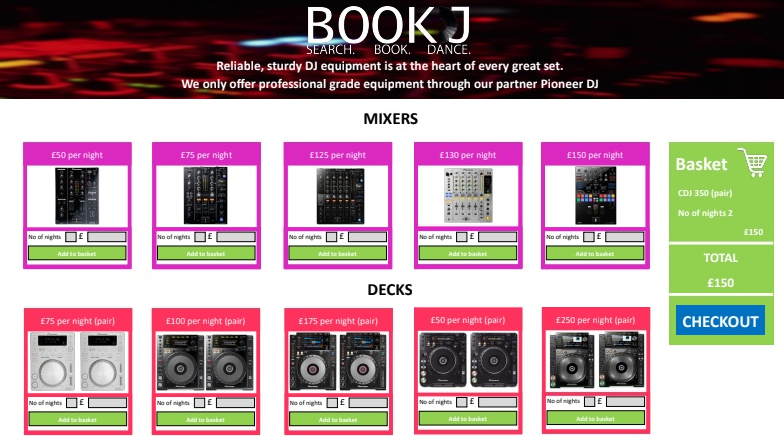 BOOK J
SEARCH. BOOK. DANCE.
Reliable, sturdy DJ equipment is at the heart of every great set.
We only offer professional grade equipment through our partner Pioneer DJ
MIXERS
£50 per night
No of nights £
Add to basket
£75 per night
No of nights £
Add to basket
£125 per night
No of nights £
Add to basket
£130 per night
No of nights £
Add to basket
£150 per night
No of nights £
Add to basket
Basket
CDJ 350 (pair)
No of nights 2
£150
TOTAL
£150
CHECKOUT
DECKS
£75 per night (pair)
No of nights £
Add to basket
£100 per night (pair)
No of nights £
Add to basket
£175 per night (pair)
No of nights £
Add to basket
£50 per night (pair)
No of nights £
Add to basket
£250 per night (pair)
No of nights £
Add to basket